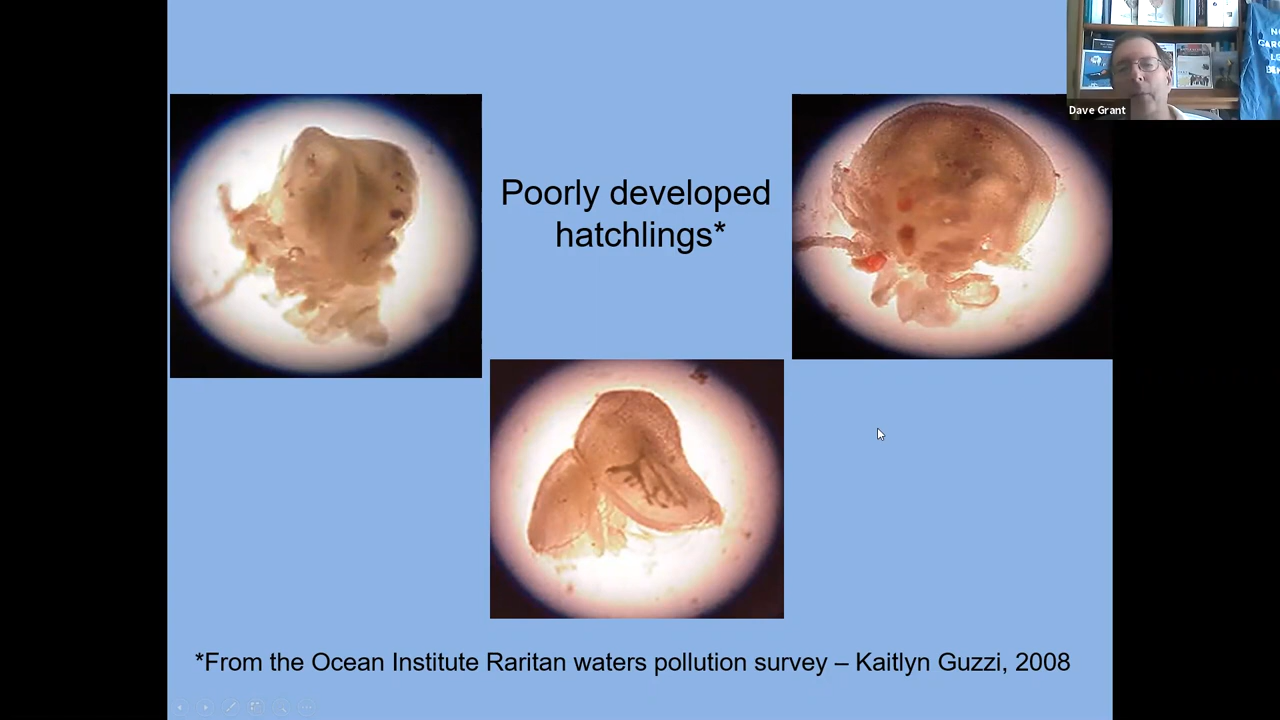 Dave Grant
Poorly developed
hatchlings*
*From the Ocean Institute Raritan waters pollution survey – Kaitlyn Guzzi, 2008